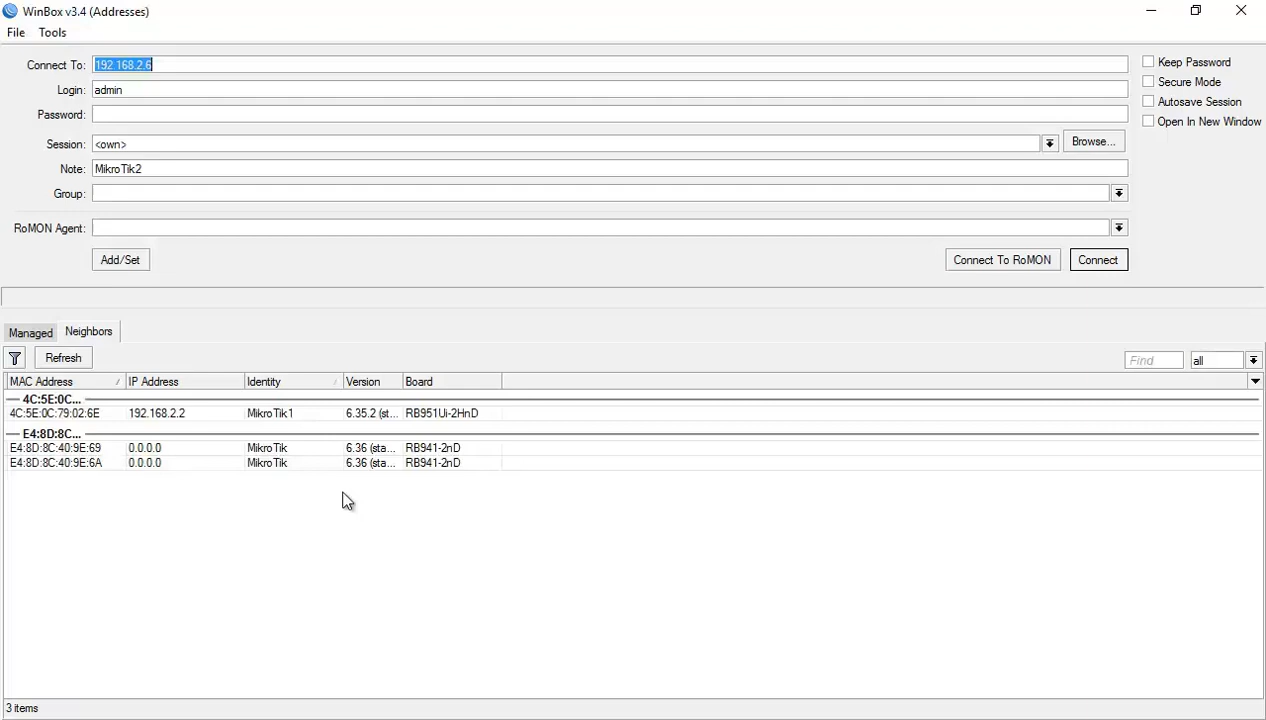 WinBox v3.4 (Addresses)
File Tools
Connect To: 192.168.2.6
Keep Password
Login: admin
Secure Mode
Password:
Autosave Session
Open In New Window
Session: <own> Browse...
Note: MikroTik2
Group:
RoMON Agent:
Add/Set Connect To RoMON Connect
Managed Neighbors
Refresh Find all
MAC Address IP Address Identity Version Board
4C:5E:0C...
4C:5E:0C:79:02:6E 192.168.2.2 MikroTik1 6.35.2 (st... RB951Ui-2HnD
E4:8D:8C...
E4:8D:8C:40:9E:69 0.0.0.0 MikroTik 6.36 (sta... RB941-2nD
E4:8D:8C:40:9E:6A 0.0.0.0 MikroTik 6.36 (sta... RB941-2nD
3 items